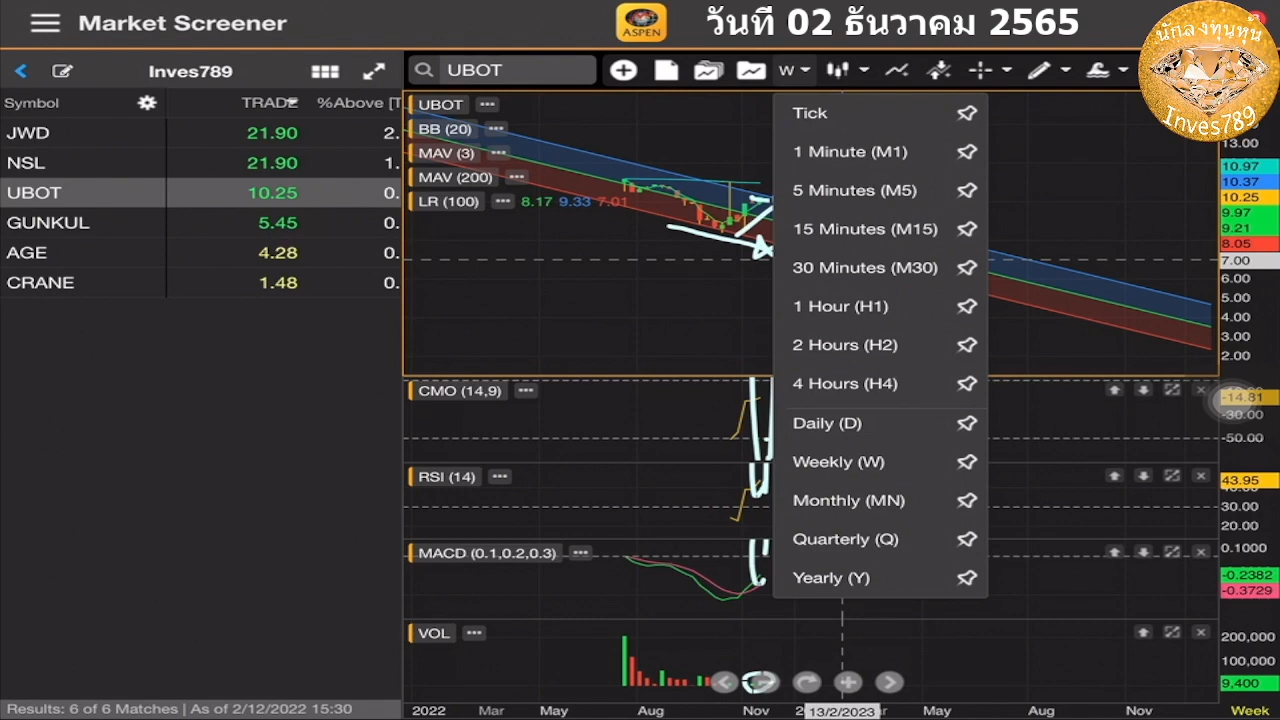 Market Screener
ASPEN
วันที่ 02 ธันวาคม 2565
นักลงทุนหุ้น
Inves789
Inves789
UBOT
W
Symbol
TRADE
%Above [T
JWD 21.90 2.
NSL 21.90 1.
UBOT 10.25 0.
GUNKUL 5.45 0.
AGE 4.28 0.
CRANE 1.48 0.
Results: 6 of 6 Matches | As of 2/12/2022 15:30
UBOT
BB (20)
MAV (3)
MAV (200)
LR (100) 8.17 9.33 7.01
Tick
1 Minute (M1)
5 Minutes (M5)
15 Minutes (M15)
30 Minutes (M30)
1 Hour (H1)
2 Hours (H2)
4 Hours (H4)
Daily (D)
Weekly (W)
Monthly (MN)
Quarterly (Q)
Yearly (Y)
13.00
10.97
10.37
10.25
9.97
9.21
8.05
7.00
6.00
5.00
4.00
3.00
2.00
CMO (14,9)
-14.81
-30.00
-50.00
RSI (14)
43.95
30.00
20.00
MACD (0.1,0.2,0.3)
0.1000
-0.2382
-0.3729
VOL
200,000
100,000
9,400
2022 Mar May Aug Nov 13/2/2023 May Aug Nov Week